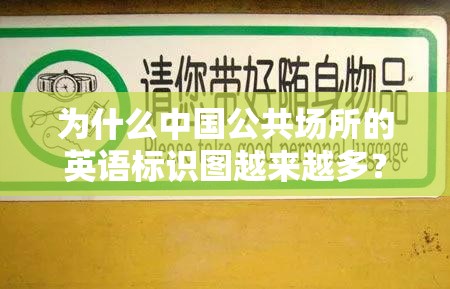 请你带好随身物品
Please take good personal luggage
为什么中国公共场所的
英语标识图越来越多?